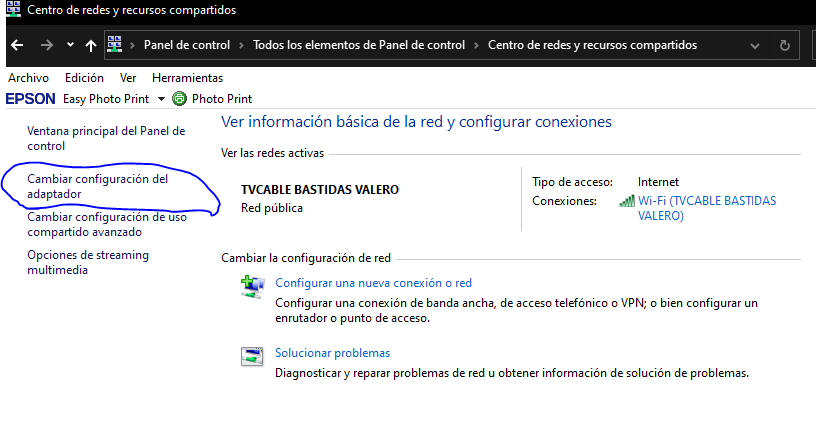 Centro de redes y recursos compartidos
Panel de control > Todos los elementos de Panel de control > Centro de redes y recursos compartidos
Archivo Edición Ver Herramientas
EPSON Easy Photo Print Photo Print
Ventana principal del Panel de
control
Cambiar configuración del
adaptador
Cambiar configuración de uso
compartido avanzado
Opciones de streaming
multimedia
Ver información básica de la red y configurar conexiones
Ver las redes activas
TVCABLE BASTIDAS VALERO
Red pública
Tipo de acceso: Internet
Conexiones: Wi-Fi (TVCABLE BASTIDAS
VALERO)
Cambiar la configuración de red
Configurar una nueva conexión o red
Configurar una conexión de banda ancha, de acceso telefónico o VPN; o bien configurar un
enrutador o punto de acceso.
Solucionar problemas
Diagnosticar y reparar problemas de red u obtener información de solución de problemas.